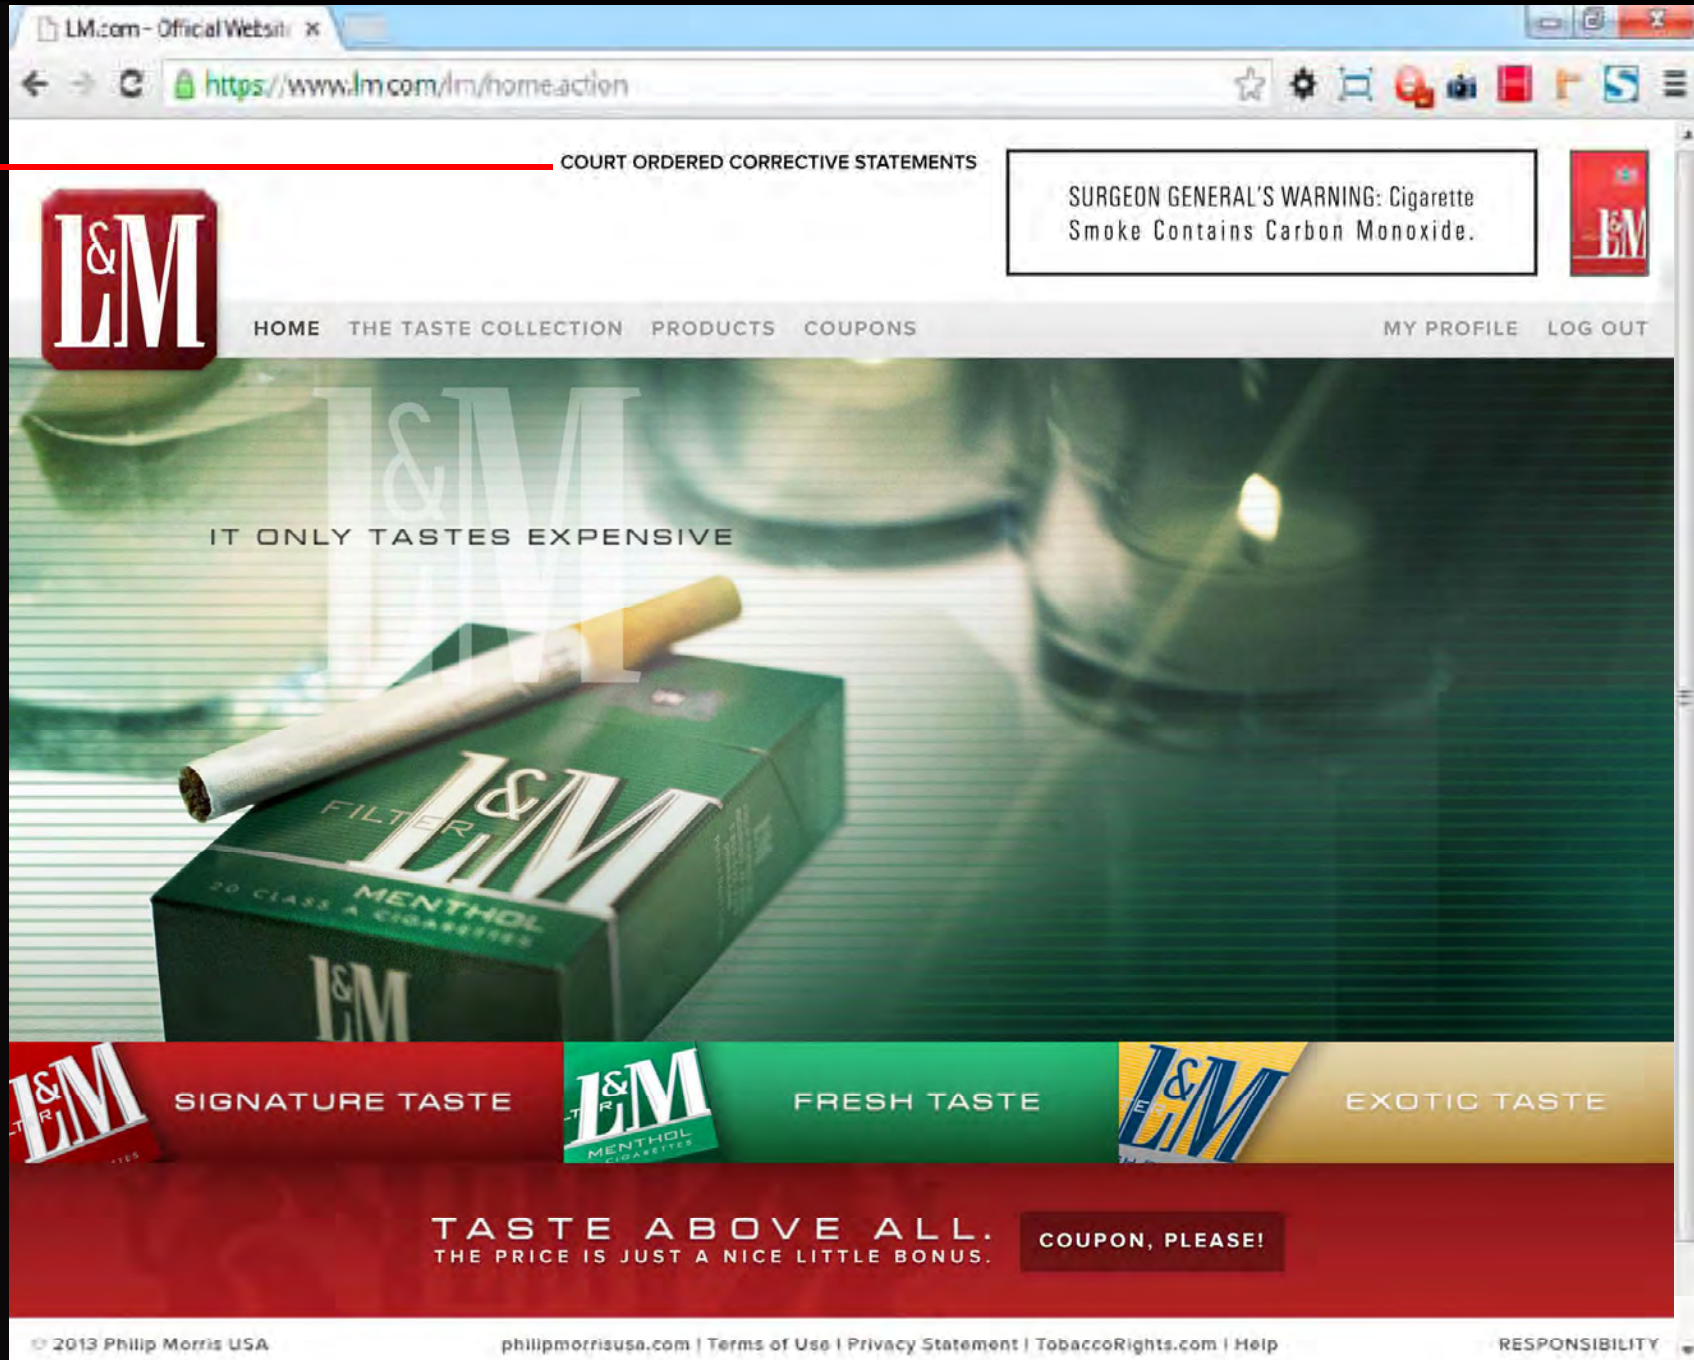 LM.com - Official Website
https://www.lm.com/lm/home.action
COURT ORDERED CORRECTIVE STATEMENTS
SURGEON GENERAL'S WARNING: Cigarette
Smoke Contains Carbon Monoxide.
L&M
L&M
HOME THE TASTE COLLECTION PRODUCTS COUPONS MY PROFILE LOG OUT
L&M
IT ONLY TASTES EXPENSIVE
FILTER
L&M
MENTHOL
20 CLASS A CIGARETTES
L&M
L&M
SIGNATURE TASTE
L&M
MENTHOL
CIGARETTES
FRESH TASTE
L&M
EXOTIC TASTE
TASTE ABOVE ALL.
THE PRICE IS JUST A NICE LITTLE BONUS.
COUPON, PLEASE!
© 2013 Philip Morris USA philipmorrisusa.com | Terms of Use | Privacy Statement | TobaccoRights.com | Help RESPONSIBILITY